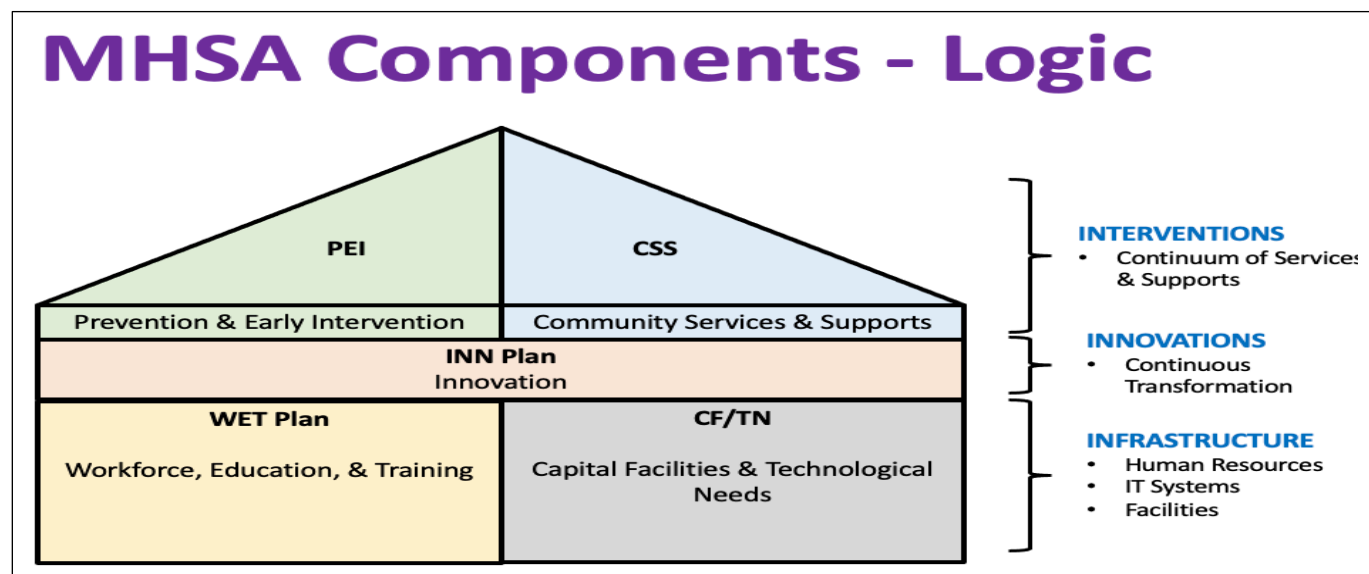 MHSA Components - Logic
PEI
CSS
Prevention & Early Intervention
Community Services & Supports
INN Plan
Innovation
WET Plan
Workforce, Education, & Training
CF/TN
Capital Facilities & Technological
Needs
INTERVENTIONS
• Continuum of Services
& Supports
INNOVATIONS
• Continuous
Transformation
INFRASTRUCTURE
• Human Resources
• IT Systems
• Facilities